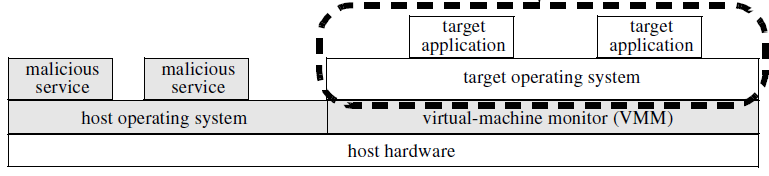 target
application
target
application
malicious
service
malicious
service
target operating system
host operating system
virtual-machine monitor (VMM)
host hardware